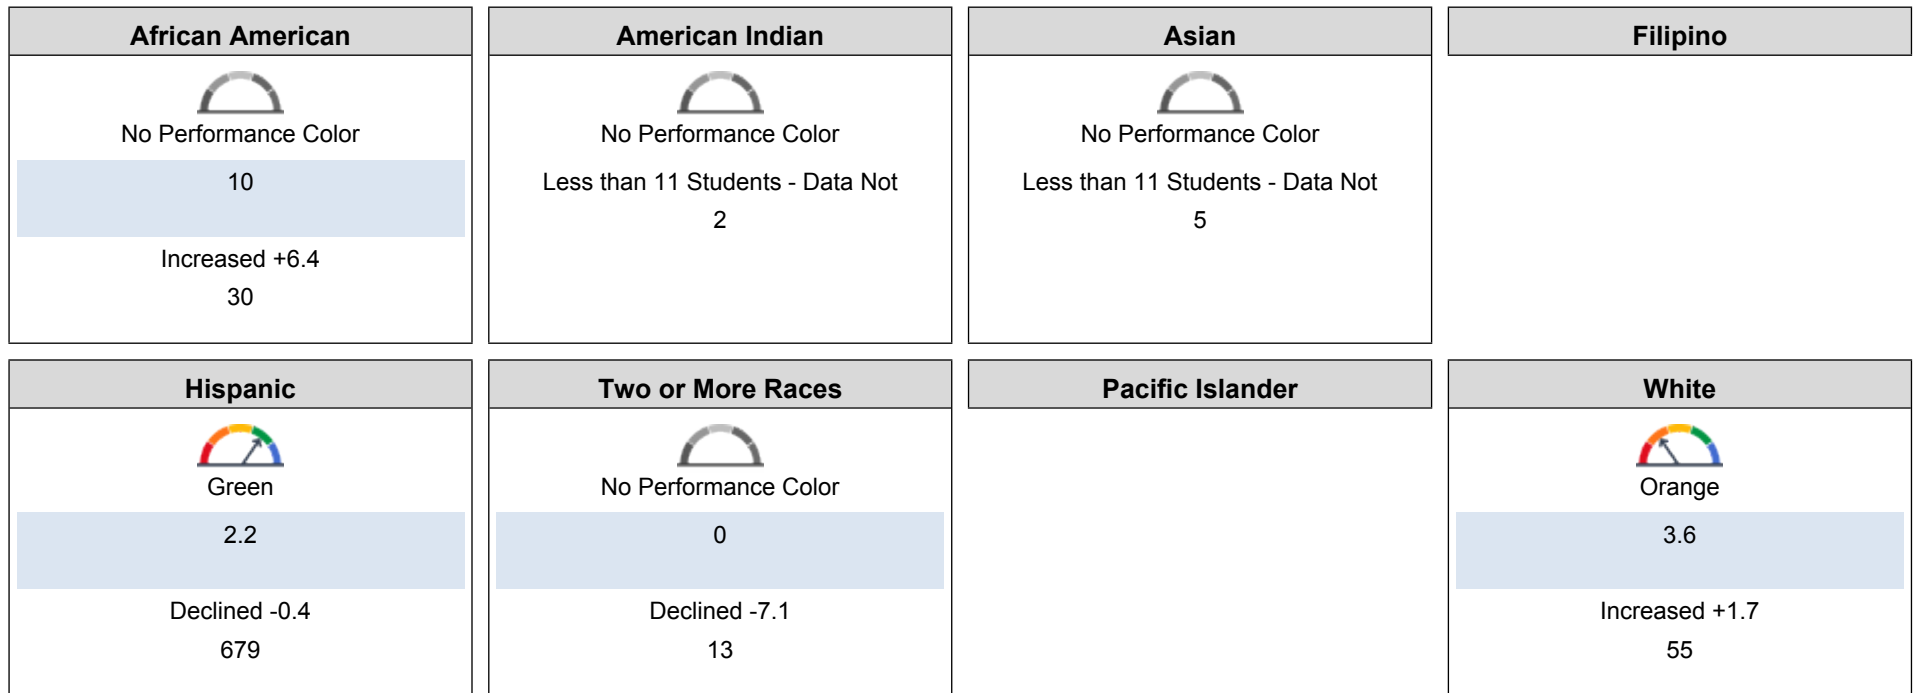 African American
No Performance Color
10
Increased +6.4
30
American Indian
No Performance Color
Less than 11 Students - Data Not
2
Asian
No Performance Color
Less than 11 Students - Data Not
5
Filipino
Hispanic
Green
2.2
Declined -0.4
679
Two or More Races
No Performance Color
0
Declined -7.1
13
Pacific Islander
White
Orange
3.6
Increased +1.7
55